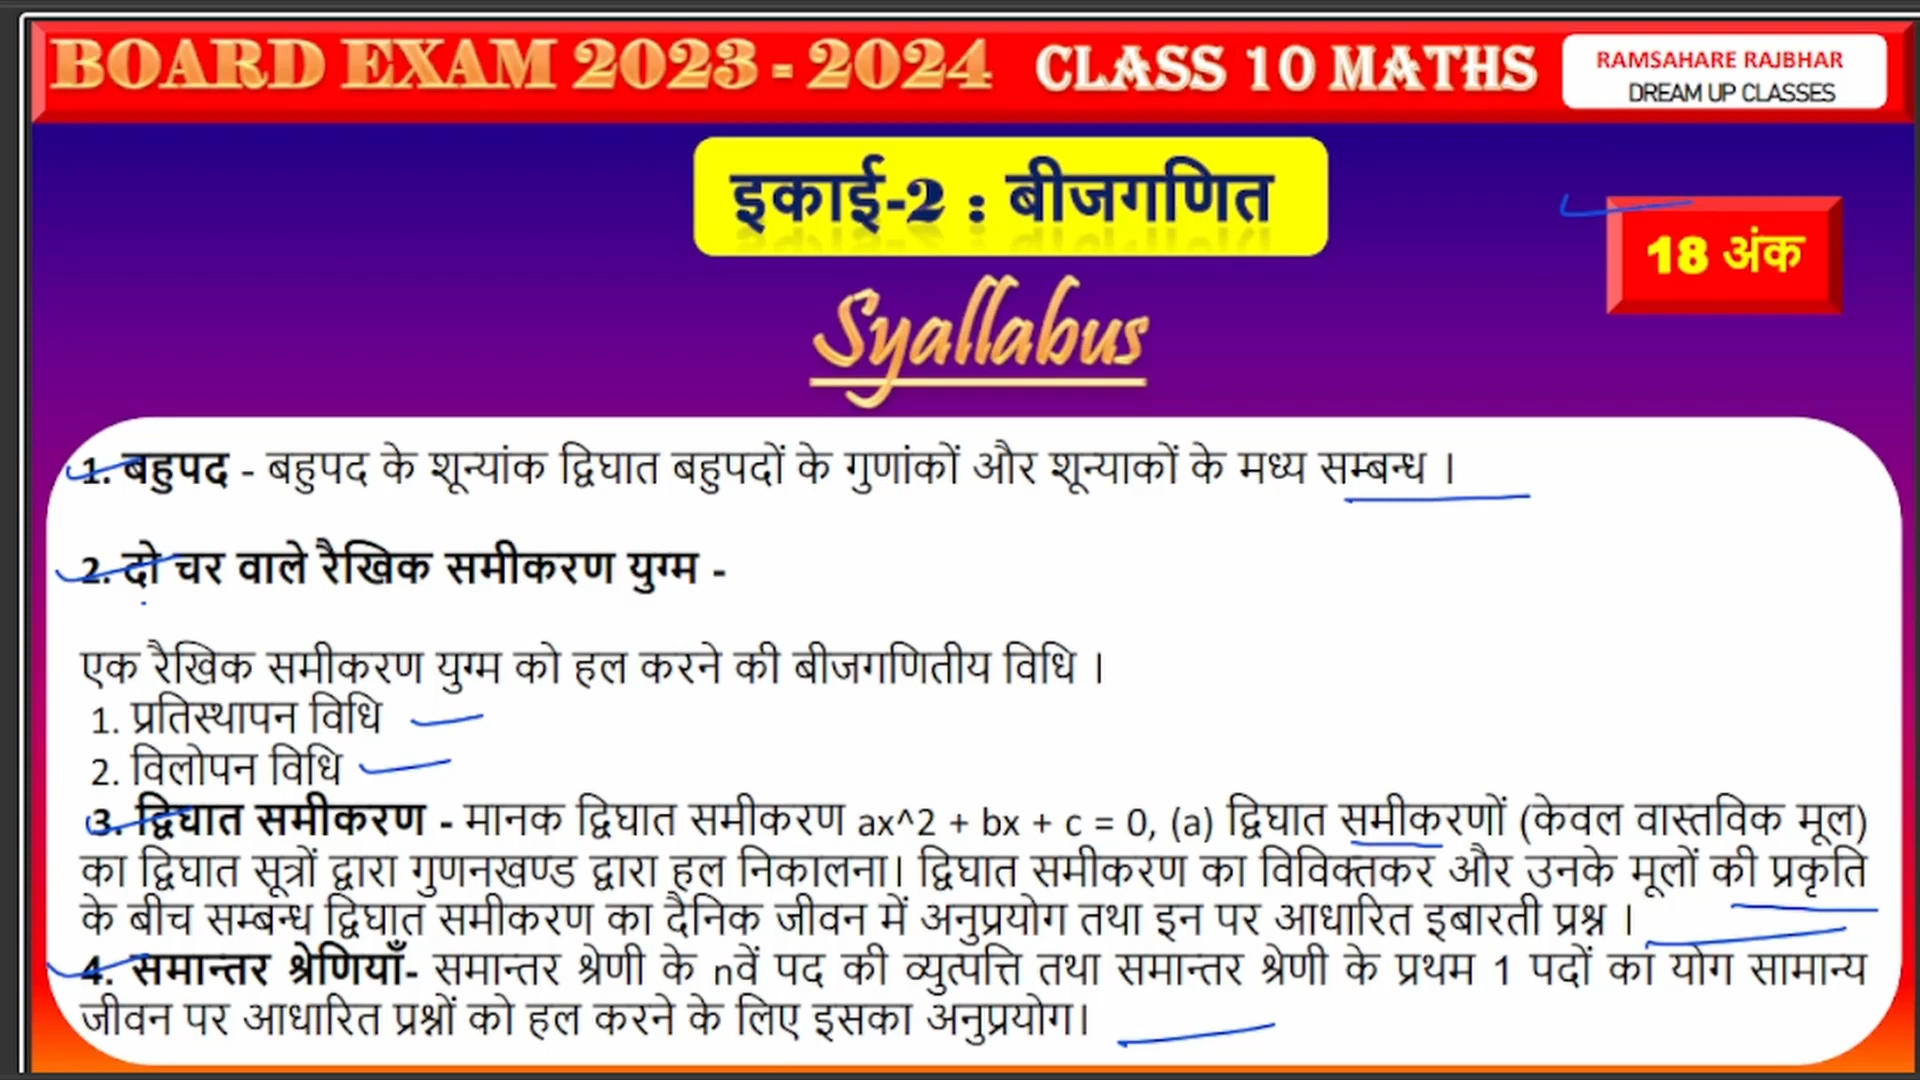 BOARD EXAM 2023 - 2024 CLASS 10 MATHS
RAMSAHARE RAJBHAR
DREAM UP CLASSES
इकाई-2 : बीजगणित
18 अंक
Syallabus
1. बहुपद - बहुपद के शून्यांक द्विघात बहुपदों के गुणांकों और शून्याकों के मध्य सम्बन्ध ।
2. दो चर वाले रैखिक समीकरण युग्म -
एक रैखिक समीकरण युग्म को हल करने की बीजगणितीय विधि ।
1. प्रतिस्थापन विधि
2. विलोपन विधि
3. द्विघात समीकरण - मानक द्विघात समीकरण ax^2 + bx + c = 0, (a) द्विघात समीकरणों (केवल वास्तविक मूल)
का द्विघात सूत्रों द्वारा गुणनखण्ड द्वारा हल निकालना। द्विघात समीकरण का विविक्तकर और उनके मूलों की प्रकृति
के बीच सम्बन्ध द्विघात समीकरण का दैनिक जीवन में अनुप्रयोग तथा इन पर आधारित इबारती प्रश्न ।
4. समान्तर श्रेणियाँ- समान्तर श्रेणी के nवें पद की व्युत्पत्ति तथा समान्तर श्रेणी के प्रथम 1 पदों का योग सामान्य
जीवन पर आधारित प्रश्नों को हल करने के लिए इसका अनुप्रयोग।